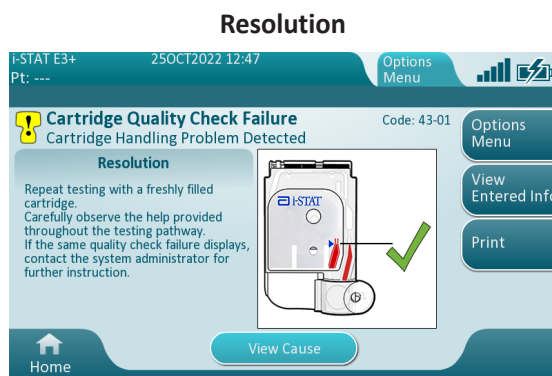 Resolution
i-STAT E3+ 25OCT2022 12:47 Options
Pt: --- Menu
Cartridge Quality Check Failure Code: 43-01
Cartridge Handling Problem Detected
Options
Menu
Resolution
Repeat testing with a freshly filled
cartridge.
Carefully observe the help provided
throughout the testing pathway.
If the same quality check failure displays,
contact the system administrator for
further instruction.
i-STAT
View
Entered Info
Print
View Cause
Home